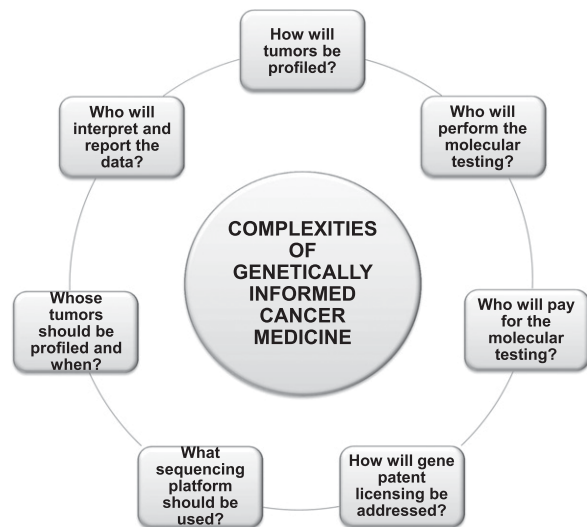 How will
tumors be
profiled?
Who will
perform the
molecular
testing?
Who will pay
for the
molecular
testing?
How will gene
patent
licensing be
addressed?
What
sequencing
platform
should be
used?
Whose
tumors
should be
profiled and
when?
Who will
interpret and
report the
data?
COMPLEXITIES
OF
GENETICALLY
INFORMED
CANCER
MEDICINE